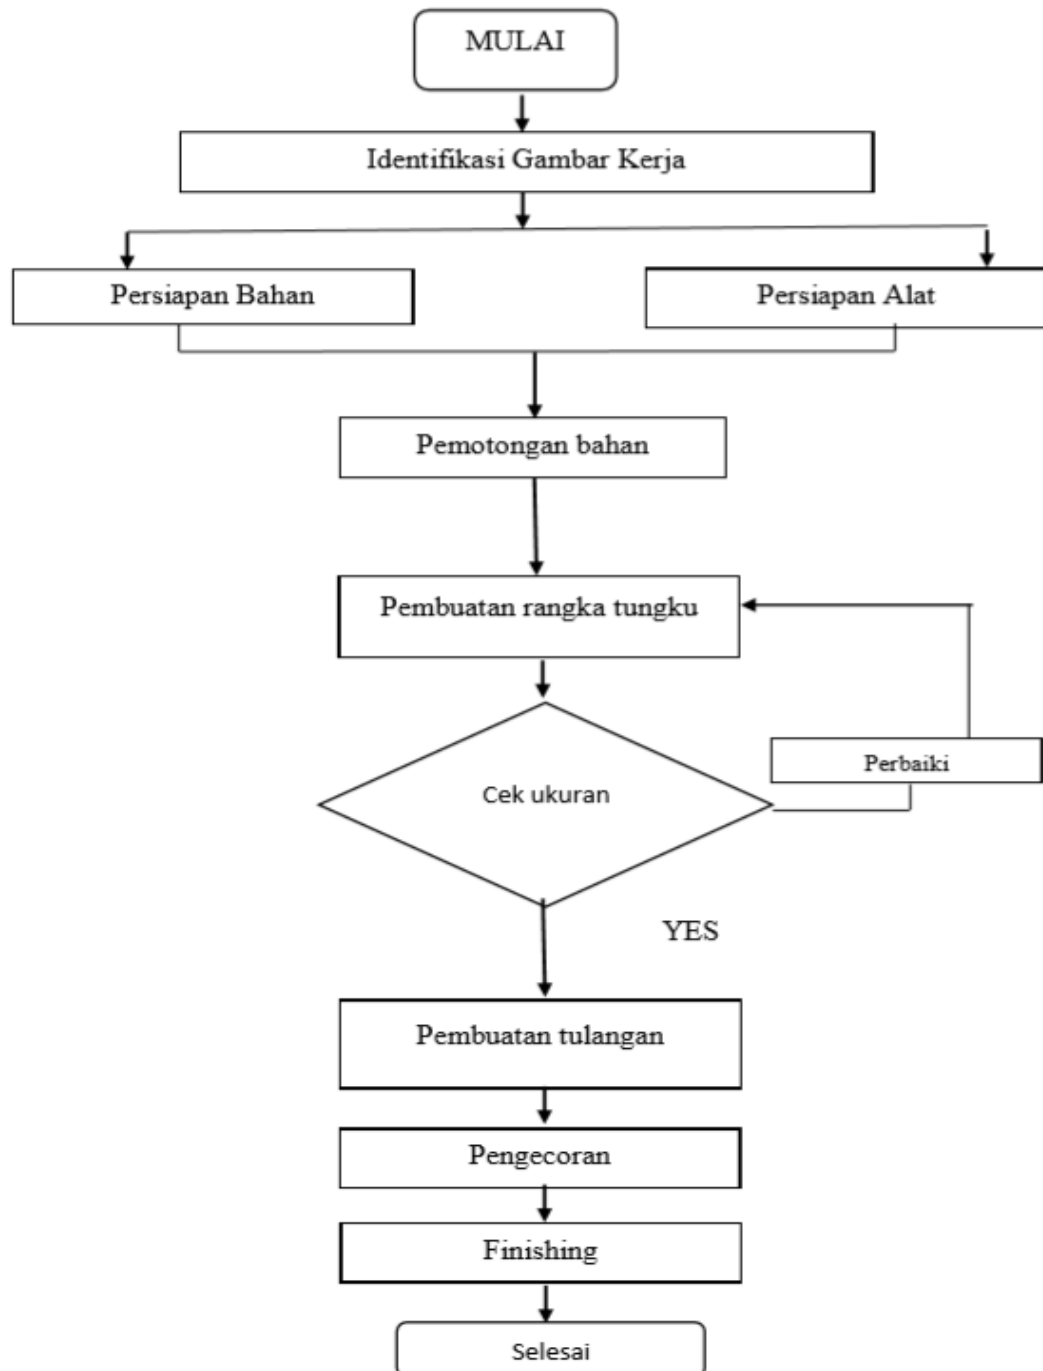 MULAI
Identifikasi Gambar Kerja
Persiapan Bahan
Persiapan Alat
Pemotongan bahan
Pembuatan rangka tungku
Perbaiki
Cek ukuran
YES
Pembuatan tulangan
Pengecoran
Finishing
Selesai